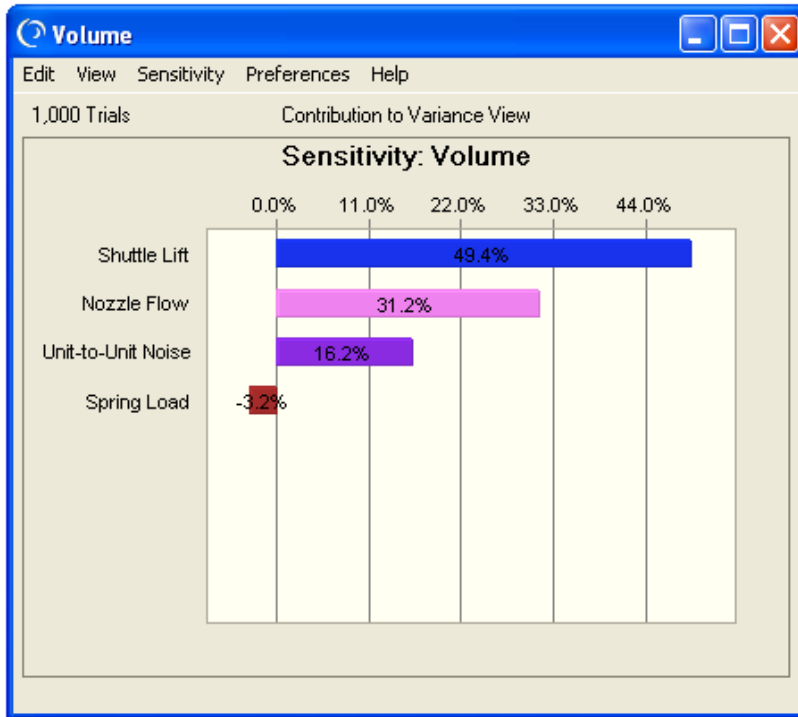 Volume
Edit View Sensitivity Preferences Help
1,000 Trials Contribution to Variance View
Sensitivity: Volume
0.0% 11.0% 22.0% 33.0% 44.0%
Shuttle Lift 49.4%
Nozzle Flow 31.2%
Unit-to-Unit Noise 16.2%
Spring Load -3.2%